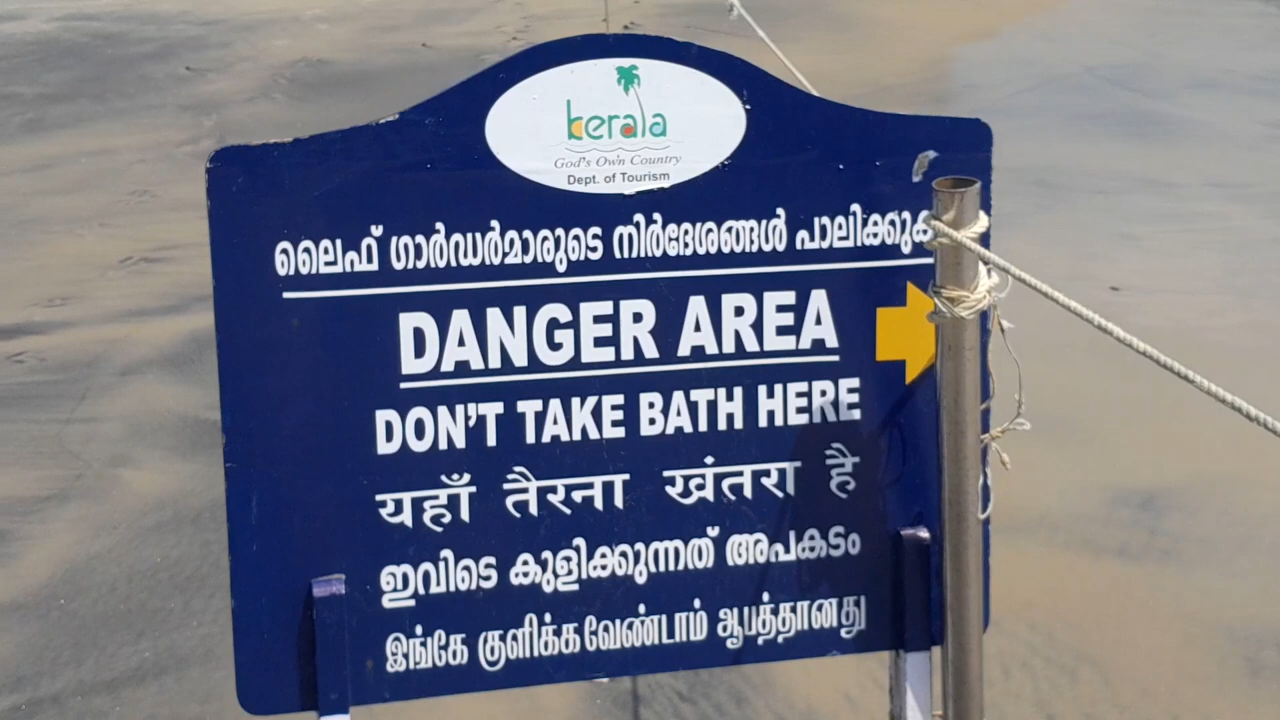 kerala
God's Own Country
Dept. of Tourism
ലൈഫ് ഗാർഡർമാരുടെ നിർദേശങ്ങൾ പാലിക്കുക
DANGER AREA
DON'T TAKE BATH HERE
यहाँ तैरना खंतरा है
ഇവിടെ കുളിക്കുന്നത് അപകടം
இங்கே குளிக்க வேண்டாம் ஆபத்தானது